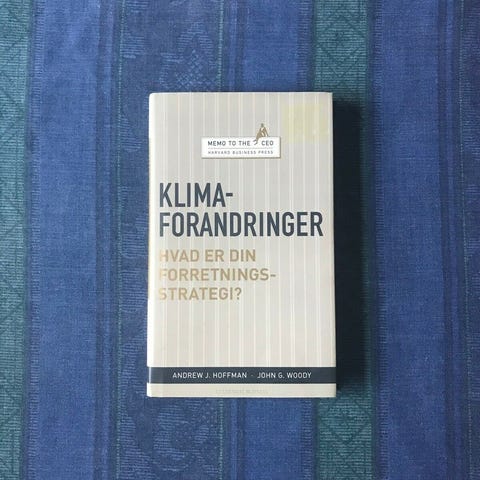 MEMO TO THE CEO
HARVARD BUSINESS PRESS
KLIMA-
FORANDRINGER
HVAD ER DIN
FORRETNINGS-
STRATEGI?
ANDREW J. HOFFMAN · JOHN G. WOODY